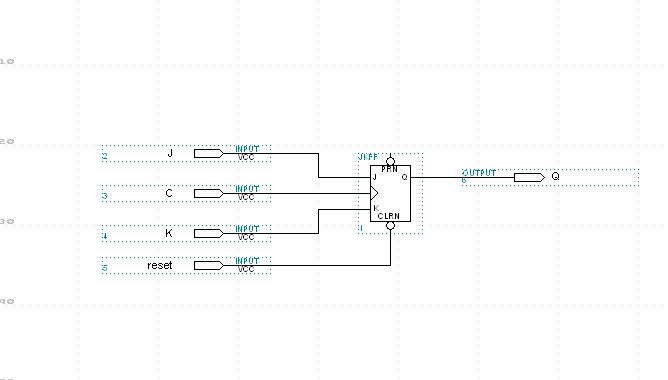 10
20
INPUT
2 J VCC
JKFF
PRN
J Q
OUTPUT
6 Q
INPUT
3 C VCC
K
CLRN
30
1
INPUT
4 K VCC
INPUT
5 reset VCC
40